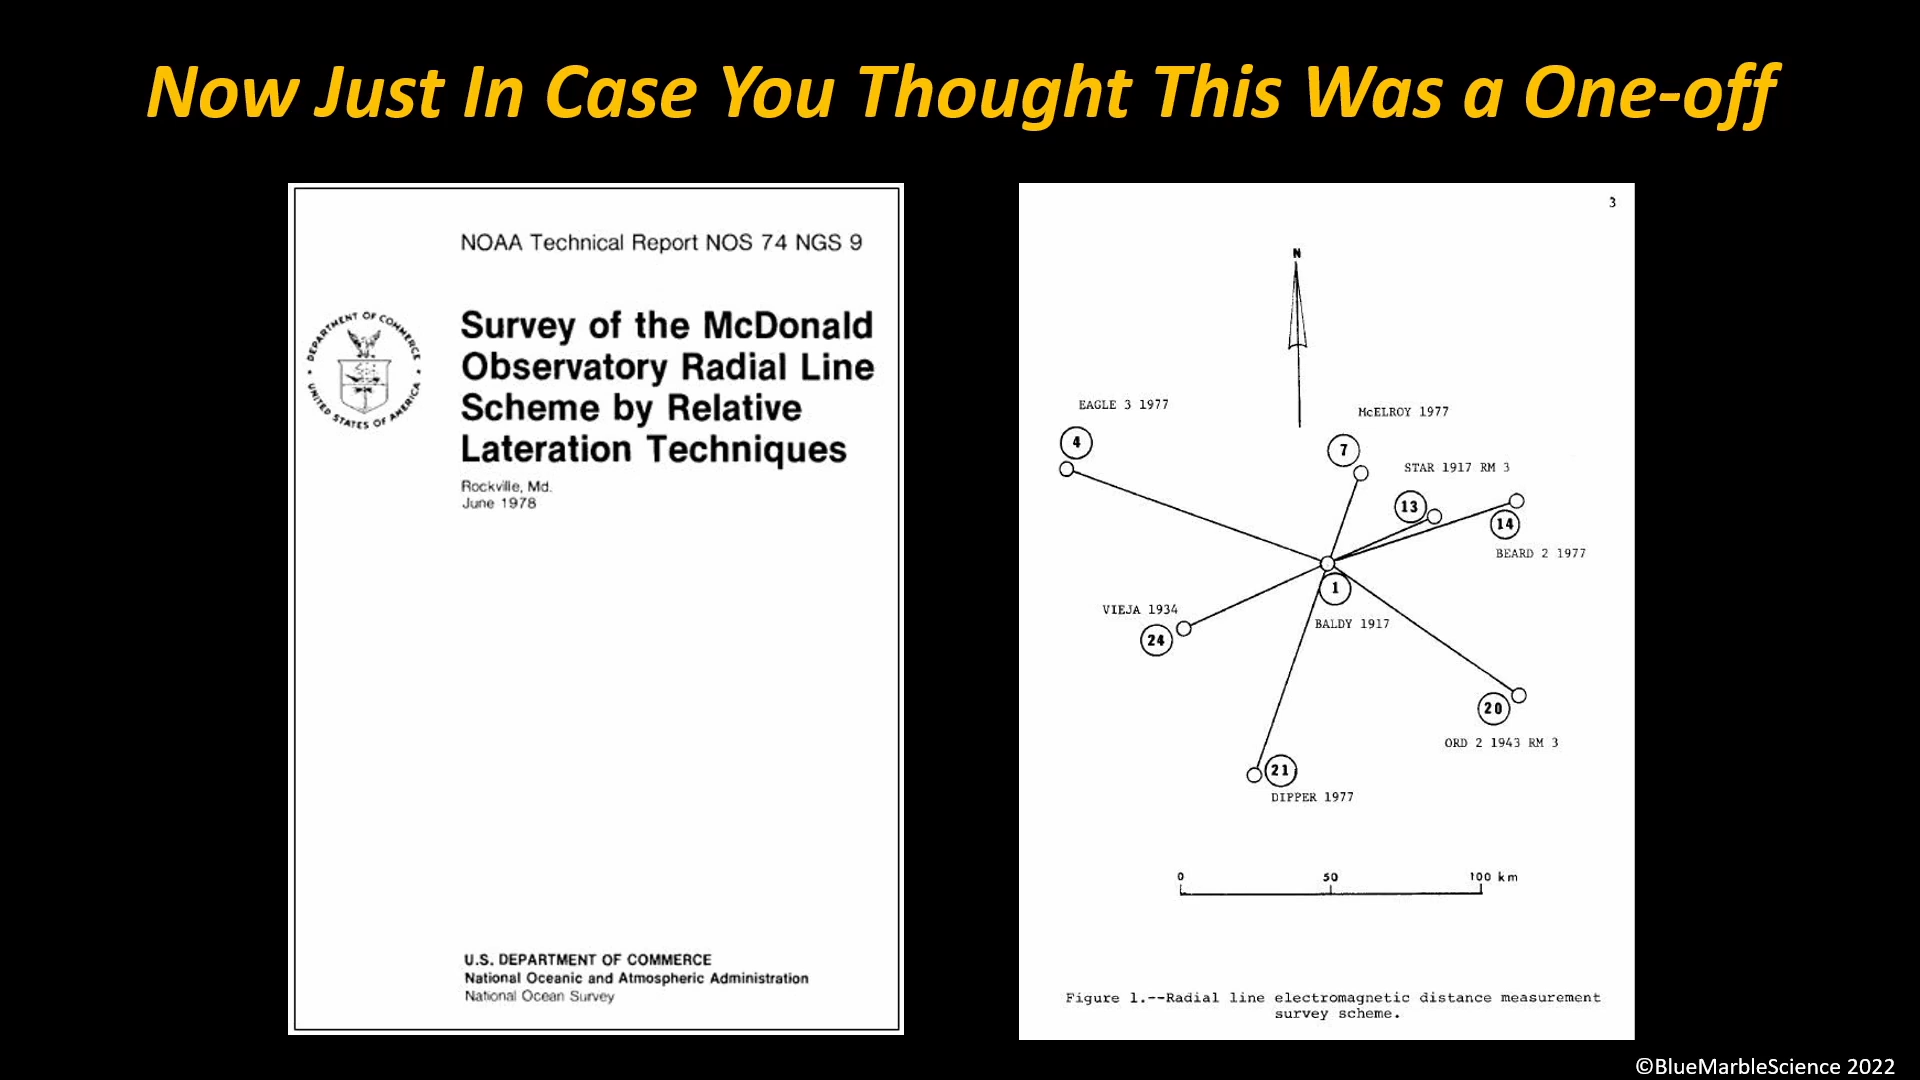 Now Just In Case You Thought This Was a One-off
NOAA Technical Report NOS 74 NGS 9
DEPARTMENT OF COMMERCE
UNITED STATES OF AMERICA
Survey of the McDonald
Observatory Radial Line
Scheme by Relative
Lateration Techniques
Rockville, Md.
June 1978
U.S. DEPARTMENT OF COMMERCE
National Oceanic and Atmospheric Administration
National Ocean Survey
3
N
EAGLE 3 1977
4
McELROY 1977
7
STAR 1917 RM 3
13
14
BEARD 2 1977
1
BALDY 1917
VIEJA 1934
24
20
ORD 2 1943 RM 3
21
DIPPER 1977
0 50 100 km
Figure 1.--Radial line electromagnetic distance measurement
survey scheme.
©BlueMarbleScience 2022